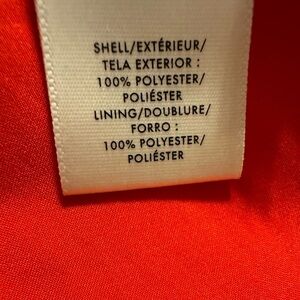 SHELL/EXTÉRIEUR/
TELA EXTERIOR :
100% POLYESTER/
POLIÉSTER
LINING/DOUBLURE/
FORRO :
100% POLYESTER/
POLIÉSTER